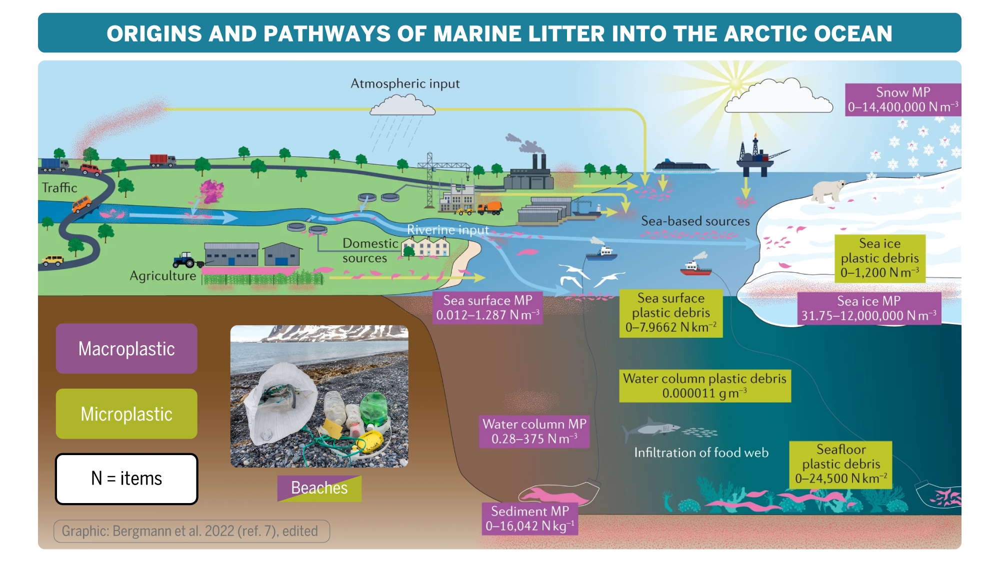 ORIGINS AND PATHWAYS OF MARINE LITTER INTO THE ARCTIC OCEAN
Atmospheric input
Snow MP
0–14,400,000 N m⁻³
Traffic
Sea-based sources
Riverine input
Domestic
sources
Agriculture
Sea ice
plastic debris
0–1,200 N m⁻³
Sea surface MP
0.012–1.287 N m⁻³
Sea surface
plastic debris
0–7.9662 N km⁻²
Sea ice MP
31.75–12,000,000 N m⁻³
Macroplastic
Microplastic
N = items
Water column plastic debris
0.000011 g m⁻³
Water column MP
0.28–375 N m⁻³
Infiltration of food web
Seafloor
plastic debris
0–24,500 N km⁻²
Beaches
Sediment MP
0–16,042 N kg⁻¹
Graphic: Bergmann et al. 2022 (ref. 7), edited